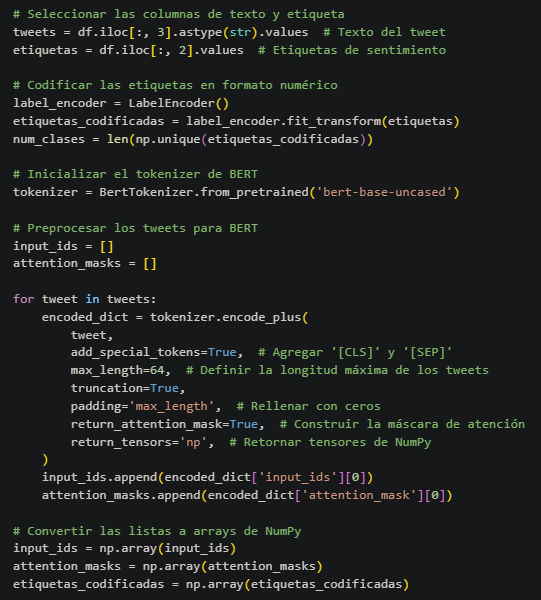 # Seleccionar las columnas de texto y etiqueta
tweets = df.iloc[:, 3].astype(str).values  # Texto del tweet
etiquetas = df.iloc[:, 2].values  # Etiquetas de sentimiento

# Codificar las etiquetas en formato numérico
label_encoder = LabelEncoder()
etiquetas_codificadas = label_encoder.fit_transform(etiquetas)
num_clases = len(np.unique(etiquetas_codificadas))

# Inicializar el tokenizer de BERT
tokenizer = BertTokenizer.from_pretrained('bert-base-uncased')

# Preprocesar los tweets para BERT
input_ids = []
attention_masks = []

for tweet in tweets:
    encoded_dict = tokenizer.encode_plus(
        tweet,
        add_special_tokens=True,  # Agregar '[CLS]' y '[SEP]'
        max_length=64,  # Definir la longitud máxima de los tweets
        truncation=True,
        padding='max_length',  # Rellenar con ceros
        return_attention_mask=True,  # Construir la máscara de atención
        return_tensors='np',  # Retornar tensores de NumPy
    )
    input_ids.append(encoded_dict['input_ids'][0])
    attention_masks.append(encoded_dict['attention_mask'][0])

# Convertir las listas a arrays de NumPy
input_ids = np.array(input_ids)
attention_masks = np.array(attention_masks)
etiquetas_codificadas = np.array(etiquetas_codificadas)